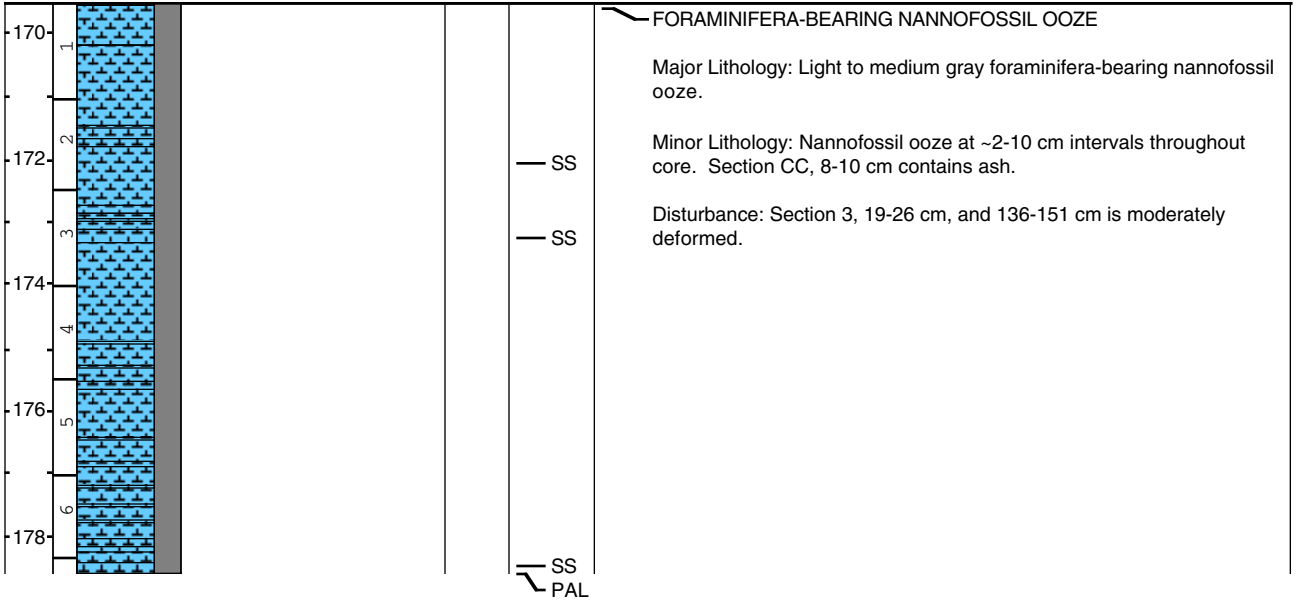 FORAMINIFERA-BEARING NANNOFOSSIL OOZE
170
1
Major Lithology: Light to medium gray foraminifera-bearing nannofossil
ooze.
2
Minor Lithology: Nannofossil ooze at ~2-10 cm intervals throughout
172
SS
core. Section CC, 8-10 cm contains ash.
Disturbance: Section 3, 19-26 cm, and 136-151 cm is moderately
3
SS
deformed.
174
4
176
5
6
178
SS
PAL